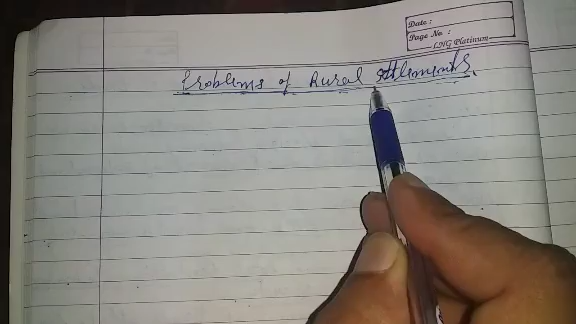 Date :
Page No :
LNG Platinum
Problems of Rural settlements.